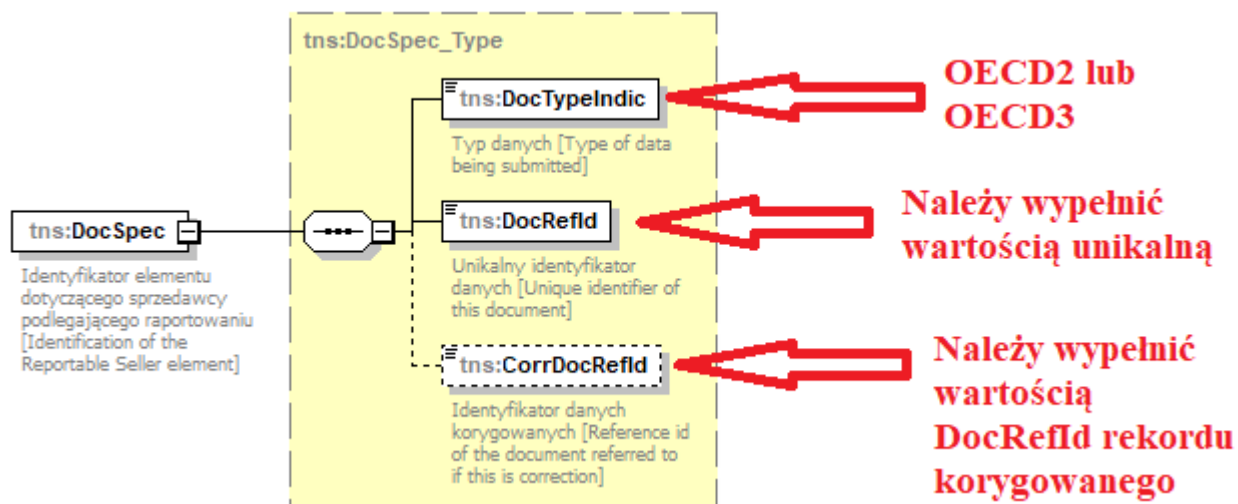 tns:DocSpec_Type
tns:DocTypeIndic
Typ danych [Type of data
being submitted]
OECD2 lub
OECD3
tns:DocSpec
Identyfikator elementu
dotyczącego sprzedawcy
podlegającego raportowaniu
[Identification of the
Reportable Seller element]
tns:DocRefId
Unikalny identyfikator
danych [Unique identifier of
this document]
Należy wypełnić
wartością unikalną
tns:CorrDocRefId
Identyfikator danych
korygowanych [Reference id
of the document referred to
if this is correction]
Należy wypełnić
wartością
DocRefId rekordu
korygowanego